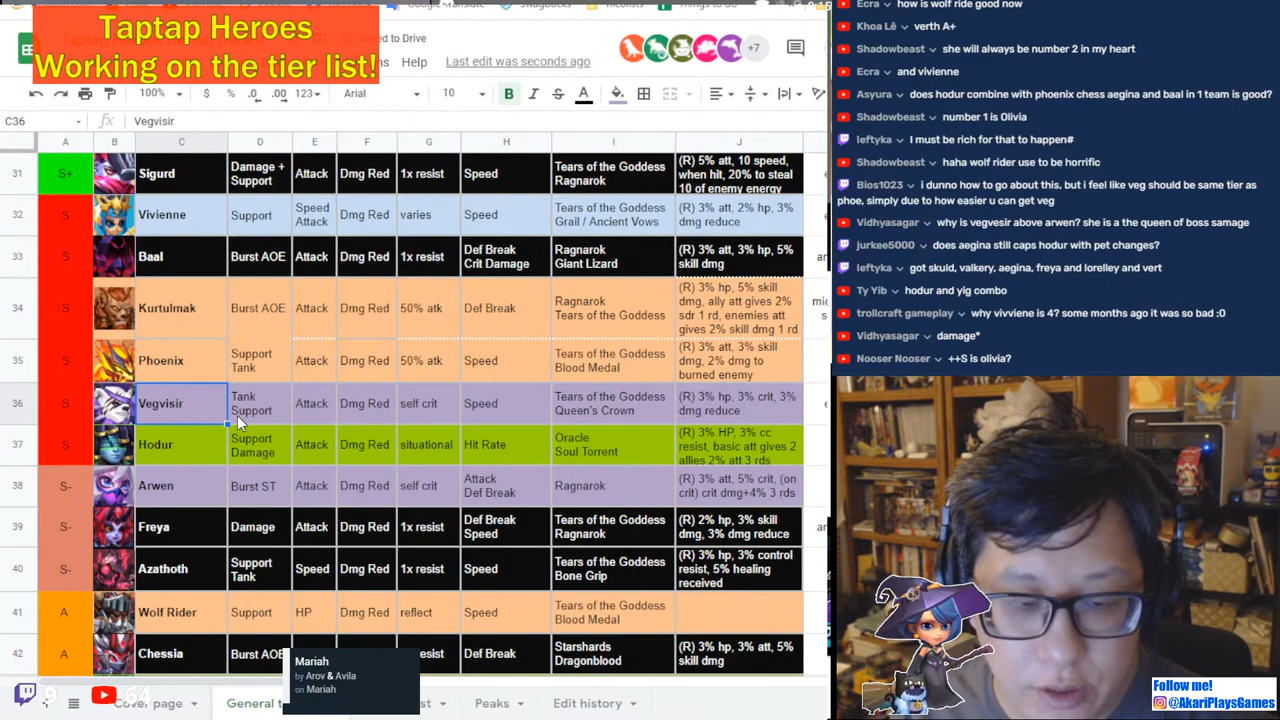 Taptap Heroes
Working on the tier list!
to Drive
Help
Last edit was seconds ago
+7
100%
$
%
.0
.00
123
Arial
10
B
I
S
A
C36
fx
Vegvisir
A
B
C
D
E
F
G
H
I
J
31
S+
Sigurd
Damage +
Support
Attack
Dmg Red
1x resist
Speed
Tears of the Goddess
Ragnarok
(R) 5% att, 10 speed,
when hit, 20% to steal
10 of enemy energy
32
S
Vivienne
Support
Speed
Attack
Dmg Red
varies
Speed
Tears of the Goddess
Grail / Ancient Vows
(R) 3% att, 2% hp, 3%
dmg reduce
33
S
Baal
Burst AOE
Attack
Dmg Red
1x resist
Def Break
Crit Damage
Ragnarok
Giant Lizard
(R) 3% att, 3% hp, 5%
skill dmg
34
S
Kurtulmak
Burst AOE
Attack
Dmg Red
50% atk
Def Break
Ragnarok
Tears of the Goddess
(R) 3% hp, 5% skill
dmg, ally att gives 2%
sdr 1 rd, enemies att
gives 2% skill dmg 1 rd
35
S
Phoenix
Support
Tank
Attack
Dmg Red
50% atk
Speed
Tears of the Goddess
Blood Medal
(R) 3% att, 3% skill
dmg, 2% dmg to
burned enemy
36
S
Vegvisir
Tank
Support
Attack
Dmg Red
self crit
Speed
Tears of the Goddess
Queen's Crown
(R) 3% hp, 3% crit, 3%
dmg reduce
37
S
Hodur
Support
Damage
Attack
Dmg Red
situational
Hit Rate
Oracle
Soul Torrent
(R) 3% HP, 3% cc
resist, basic att gives 2
allies 2% att 3 rds
38
S-
Arwen
Burst ST
Attack
Dmg Red
self crit
Attack
Def Break
Ragnarok
(R) 3% att, 5% crit, (on
crit) crit dmg+4% 3 rds
39
S-
Freya
Damage
Attack
Dmg Red
1x resist
Def Break
Speed
Tears of the Goddess
Ragnarok
(R) 2% hp, 3% skill
dmg, 3% dmg reduce
40
S-
Azathoth
Support
Tank
Speed
Dmg Red
1x resist
Speed
Tears of the Goddess
Bone Grip
(R) 3% hp, 3% control
resist, 5% healing
received
41
A
Wolf Rider
Support
HP
Dmg Red
reflect
Speed
Tears of the Goddess
Blood Medal
42
A
Chessia
Burst AOE
resist
Def Break
Starshards
Dragonblood
(R) 3% hp, 3% att, 5%
skill dmg
Mariah
by Arov & Avila
on Mariah
9
64
Cover page
General t
st
Peaks
Edit history
Ecra how is wolf ride good now
Khoa Lê verth A+
Shadowbeast she will always be number 2 in my heart
Ecra and vivienne
Asyura does hodur combine with phoenix chess aegina and baal in 1 team is good?
Shadowbeast number 1 is Olivia
leftyka I must be rich for that to happen#
Shadowbeast haha wolf rider use to be horrific
Bios1023 i dunno how to go about this, but i feel like veg should be same tier as
phoe, simply due to how easier u can get veg
Vidhyasagar why is vegvesir above arwen? she is a the queen of boss samage
jurkee5000 does aegina still caps hodur with pet changes?
leftyka got skuld, valkery, aegina, freya and lorelley and vert
Ty Yib hodur and yig combo
trollcraft gameplay why vivviene is 4? some months ago it was so bad :0
Vidhyasagar damage*
Nooser Nooser ++S is olivia?
Follow me!
@AkariPlaysGames